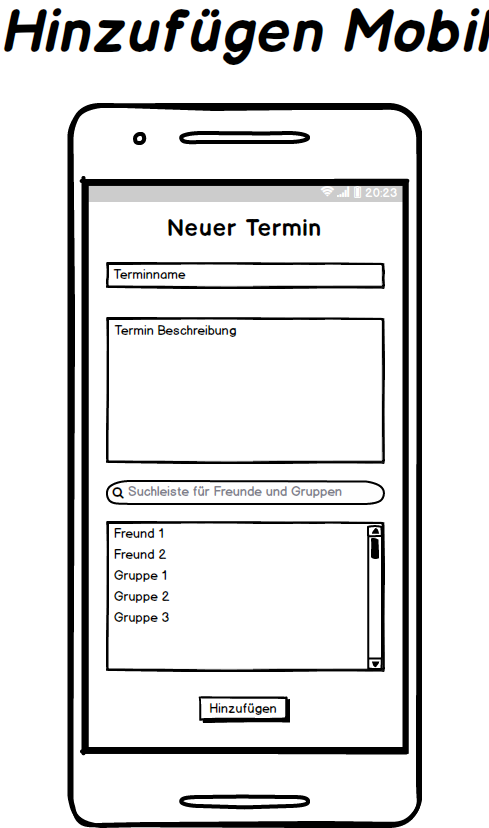 Hinzufügen Mobil
20:23
Neuer Termin
Terminname
Termin Beschreibung
Suchleiste für Freunde und Gruppen
Freund 1
Freund 2
Gruppe 1
Gruppe 2
Gruppe 3
Hinzufügen